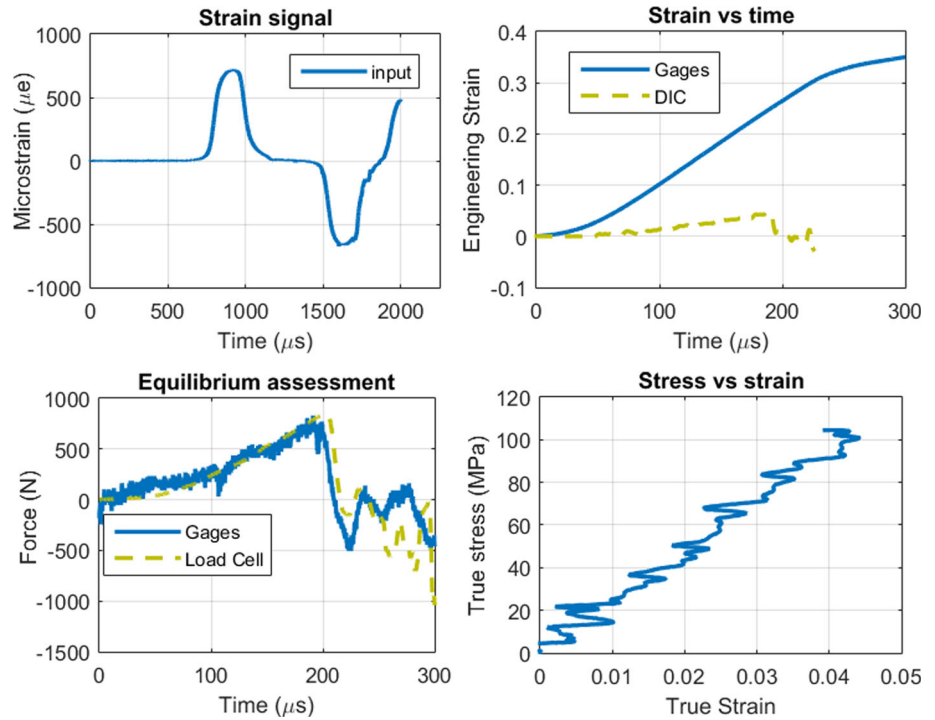 Strain signal
1000
500
0
-500
-1000
Microstrain (μe)
input
0 500 1000 1500 2000
Time (μs)
Strain vs time
0.4
0.3
0.2
0.1
0
-0.1
Engineering Strain
Gages
DIC
0 100 200 300
Time (μs)
Equilibrium assessment
1000
500
0
-500
-1000
-1500
Force (N)
Gages
Load Cell
0 100 200 300
Time (μs)
Stress vs strain
120
100
80
60
40
20
0
True stress (MPa)
0 0.01 0.02 0.03 0.04 0.05
True Strain